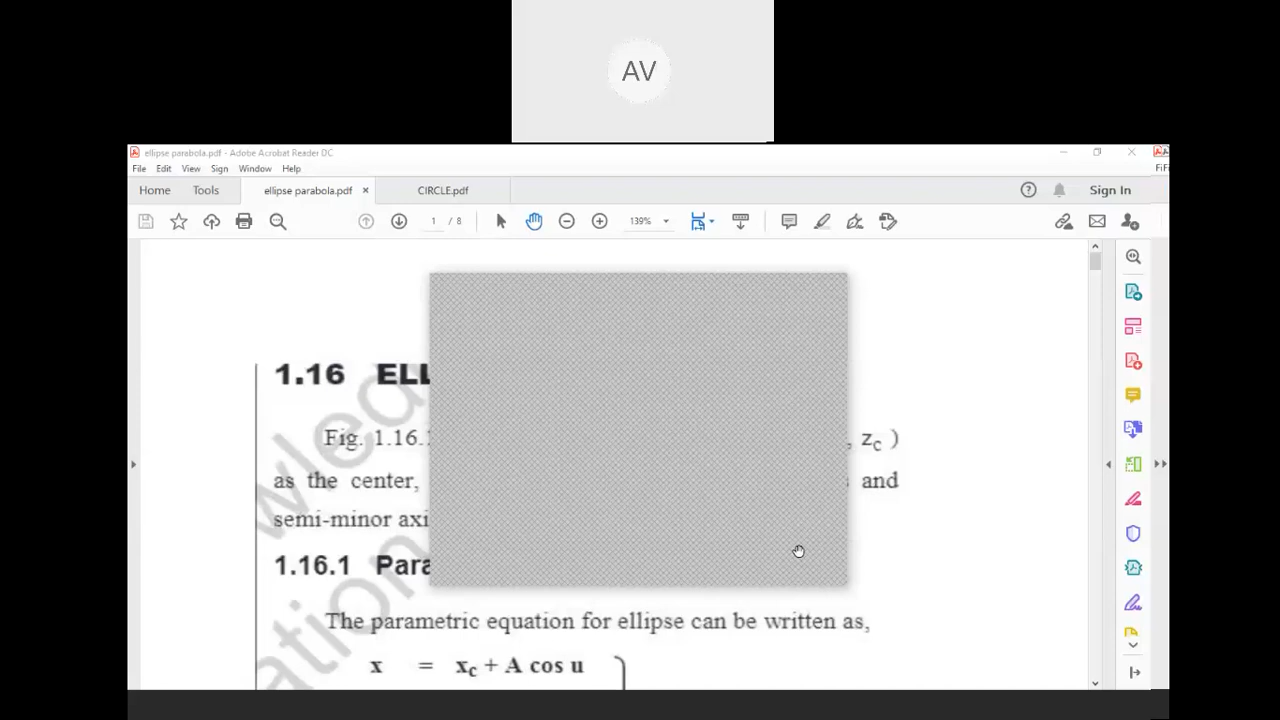 AV
ellipse parabola.pdf - Adobe Acrobat Reader DC
File Edit View Sign Window Help
FiFi
Home Tools ellipse parabola.pdf × CIRCLE.pdf Sign In
1 / 8 139%
1.16 ELL
Fig. 1.16.1 , zc )
as the center, and
semi-minor axi
1.16.1 Para
The parametric equation for ellipse can be written as,
x = xc + A cos u